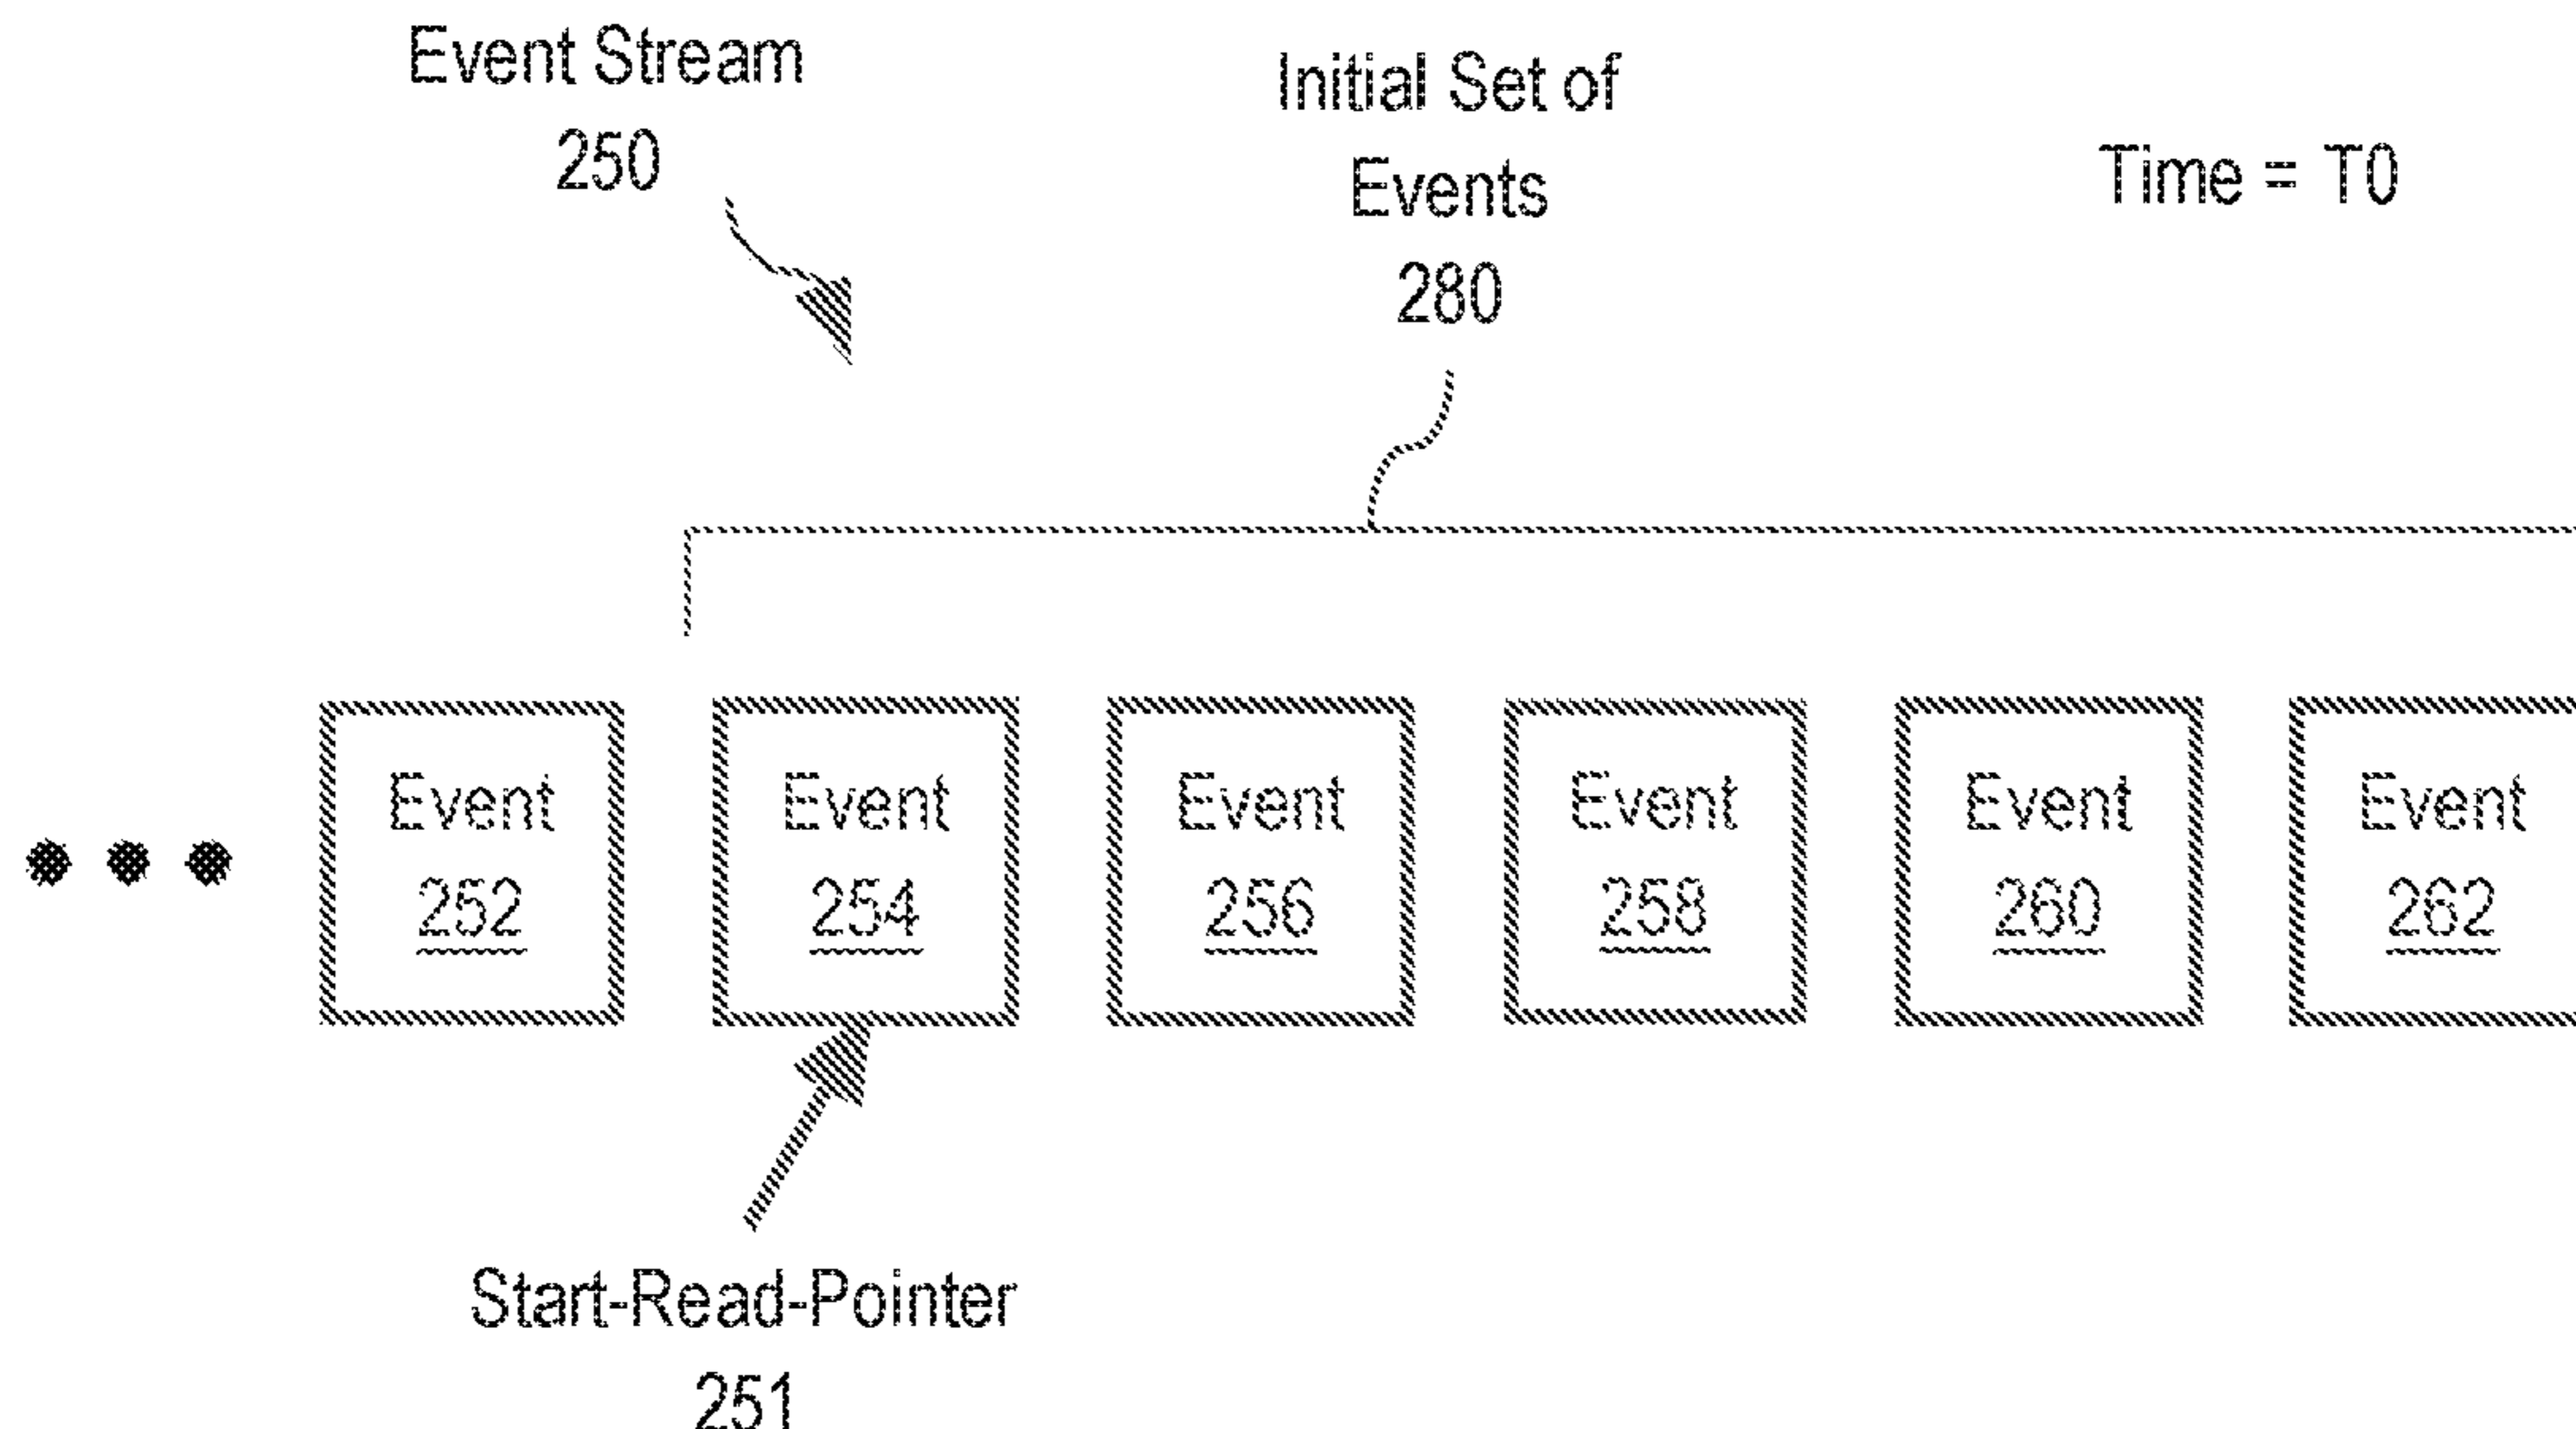 Event Stream
250
Initial Set of
Events
280
Time = T0
Event
252
Event
254
Event
256
Event
258
Event
260
Event
262
Start-Read-Pointer
251